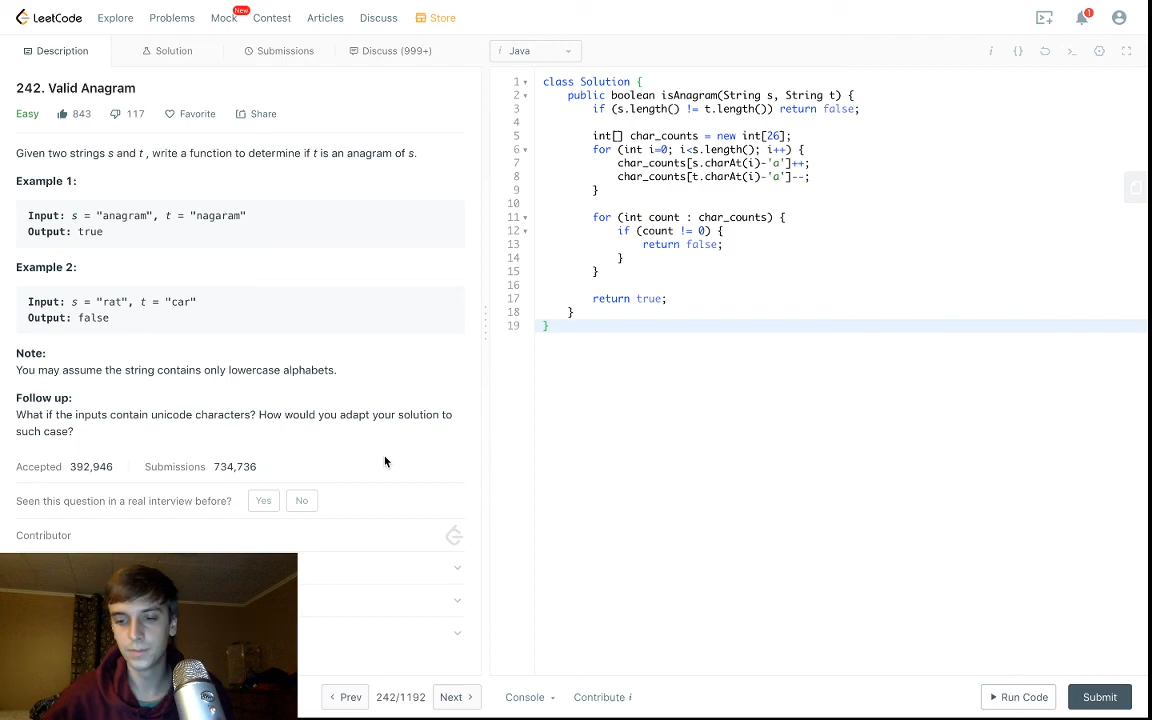 LeetCode Explore Problems Mock New Contest Articles Discuss Store 1
Description Solution Submissions Discuss (999+)
i Java
242. Valid Anagram
Easy 843 117 Favorite Share
Given two strings s and t , write a function to determine if t is an anagram of s.
Example 1:
Input: s = "anagram", t = "nagaram"
Output: true
Example 2:
Input: s = "rat", t = "car"
Output: false
Note:
You may assume the string contains only lowercase alphabets.
Follow up:
What if the inputs contain unicode characters? How would you adapt your solution to
such case?
Accepted 392,946 Submissions 734,736
Seen this question in a real interview before? Yes No
Contributor
1 class Solution {
2 public boolean isAnagram(String s, String t) {
3 if (s.length() != t.length()) return false;
4
5 int[] char_counts = new int[26];
6 for (int i=0; i<s.length(); i++) {
7 char_counts[s.charAt(i)-'a']++;
8 char_counts[t.charAt(i)-'a']--;
9 }
10
11 for (int count : char_counts) {
12 if (count != 0) {
13 return false;
14 }
15 }
16
17 return true;
18 }
19 }
Prev 242/1192 Next Console Contribute i Run Code Submit